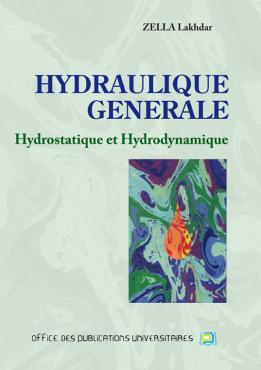 ZELLA Lakhdar
HYDRAULIQUE
GENERALE
Hydrostatique et Hydrodynamique
OFFICE DES PUBLICATIONS UNIVERSITAIRES